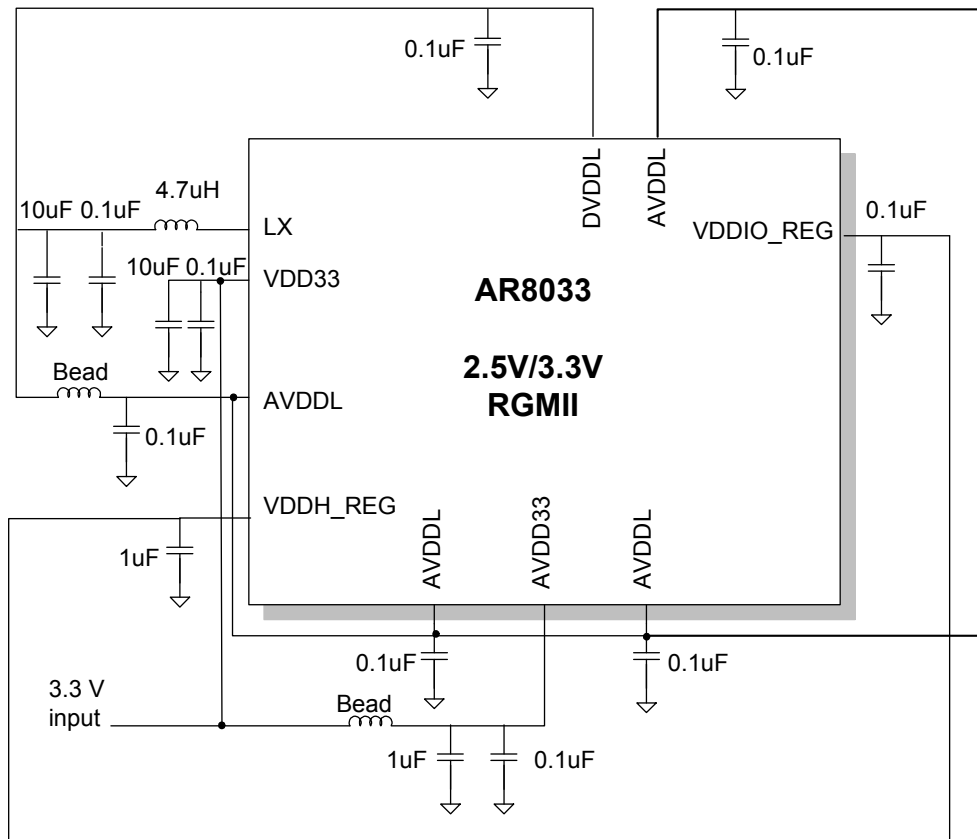 0.1uF
0.1uF
4.7uH
10uF 0.1uF
LX
DVDDL
AVDDL
VDDIO_REG
0.1uF
10uF 0.1uF
VDD33
AR8033
2.5V/3.3V
RGMII
Bead
AVDDL
0.1uF
VDDH_REG
1uF
AVDDL
AVDD33
AVDDL
0.1uF
0.1uF
3.3 V
input
Bead
1uF
0.1uF